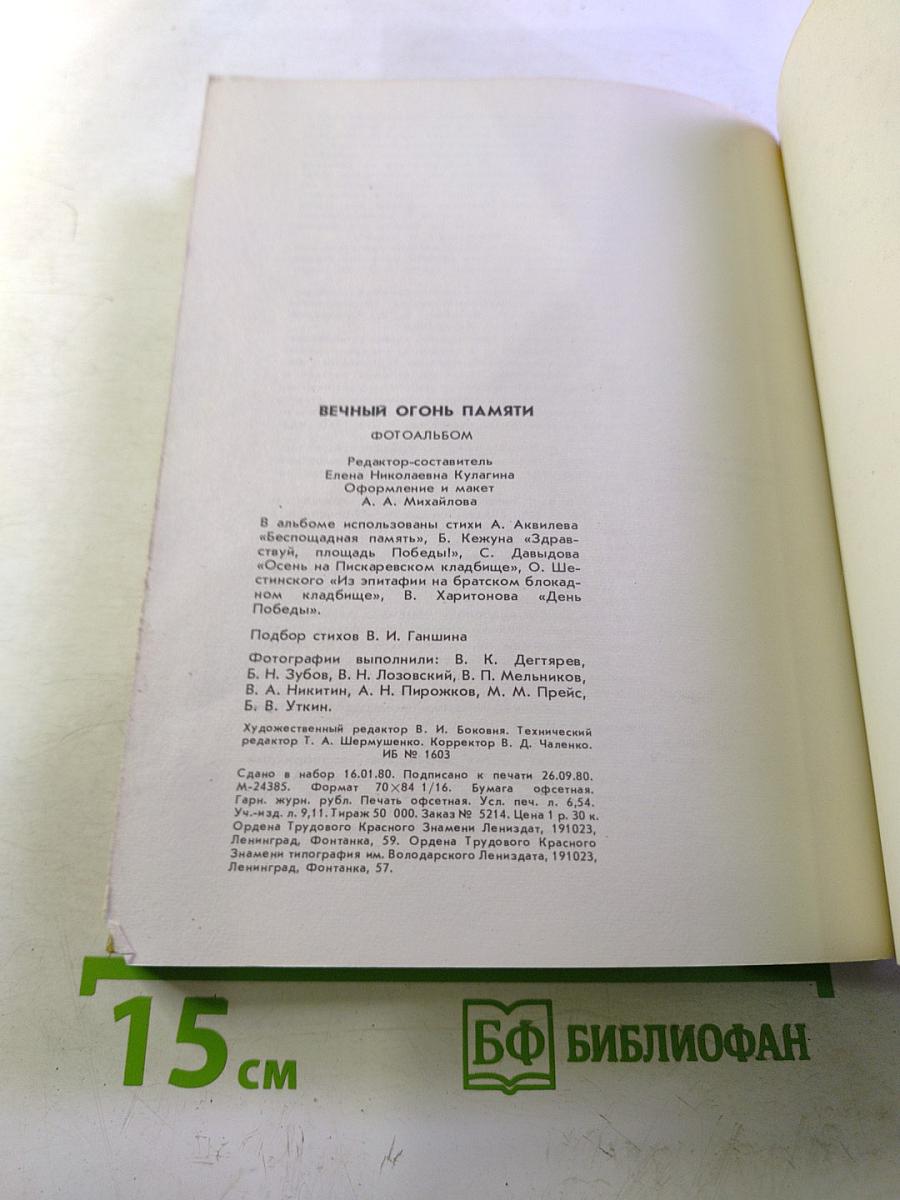 ВЕЧНЫЙ ОГОНЬ ПАМЯТИ
ФОТОАЛЬБОМ
Редактор-составитель
Елена Николаевна Кулагина
Оформление и макет
А. А. Михайлова
В альбоме использованы стихи А. Аквилева
«Беспощадная память», Б. Кежуна «Здрав-
ствуй, площадь Победы!», С. Давыдова
«Осень на Пискаревском кладбище», О. Ше-
стинского «Из эпитафии на братском блокад-
ном кладбище», В. Харитонова «День
Победы».
Подбор стихов В. И. Ганшина
Фотографии выполнили: В. К. Дегтярев,
Б. Н. Зубов, В. Н. Лозовский, В. П. Мельников,
В. А. Никитин, А. Н. Пирожков, М. М. Прейс,
Б. В. Уткин.
Художественный редактор В. И. Боковня. Технический
редактор Т. А. Шермушенко. Корректор В. Д. Чаленко.
ИБ № 1603
Сдано в набор 16.01.80. Подписано к печати 26.09.80.
М-24385. Формат 70×84 1/16. Бумага офсетная.
Гарн. журн. рубл. Печать офсетная. Усл. печ. л. 6,54.
Уч.-изд. л. 9,11. Тираж 50 000. Заказ № 5214. Цена 1 р. 30 к.
Ордена Трудового Красного Знамени Лениздат, 191023,
Ленинград, Фонтанка, 59. Ордена Трудового Красного
Знамени типография им. Володарского Лениздата, 191023,
Ленинград, Фонтанка, 57.
15 см
БФ БИБЛИОФАН